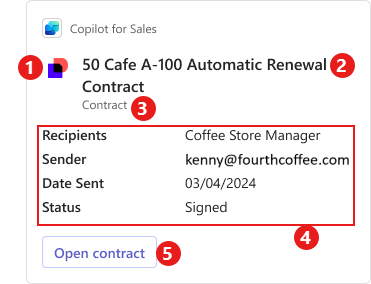 Copilot for Sales
1 50 Cafe A-100 Automatic Renewal 2
Contract
Contract 3
Recipients Coffee Store Manager
Sender kenny@fourthcoffee.com
Date Sent 03/04/2024
Status Signed
4
Open contract 5